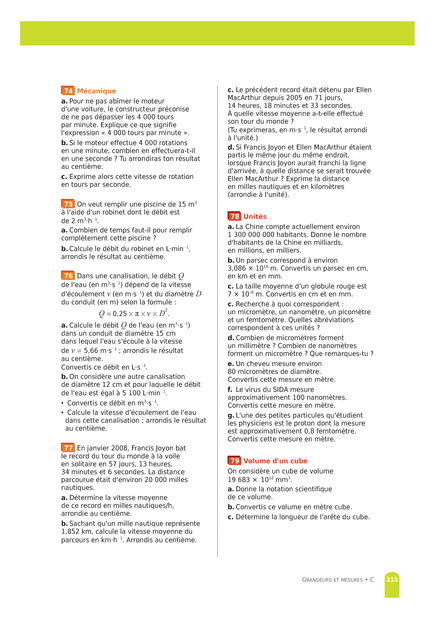 74 Mécanique
a. Pour ne pas abîmer le moteur
d'une voiture, le constructeur préconise
de ne pas dépasser les 4 000 tours
par minute. Explique ce que signifie
l'expression « 4 000 tours par minute ».
b. Si le moteur effectue 4 000 rotations
en une minute, combien en effectuera-t-il
en une seconde ? Tu arrondiras ton résultat
au centième.
c. Exprime alors cette vitesse de rotation
en tours par seconde.
75 On veut remplir une piscine de 15 m³
à l'aide d'un robinet dont le débit est
de 2 m³·h⁻¹.
a. Combien de temps faut-il pour remplir
complètement cette piscine ?
b. Calcule le débit du robinet en L·min⁻¹,
arrondis le résultat au centième.
76 Dans une canalisation, le débit Q
de l'eau (en m³·s⁻¹) dépend de la vitesse
d'écoulement v (en m·s⁻¹) et du diamètre D
du conduit (en m) selon la formule :
Q = 0,25 × π × v × D².
a. Calcule le débit Q de l'eau (en m³·s⁻¹)
dans un conduit de diamètre 15 cm
dans lequel l'eau s'écoule à la vitesse
de v = 5,66 m·s⁻¹ ; arrondis le résultat
au centième.
Convertis ce débit en L·s⁻¹.
b. On considère une autre canalisation
de diamètre 12 cm et pour laquelle le débit
de l'eau est égal à 5 100 L·min⁻¹.
• Convertis ce débit en m³·s⁻¹.
• Calcule la vitesse d'écoulement de l'eau
dans cette canalisation ; arrondis le résultat
au centième.
77 En janvier 2008, Francis Joyon bat
le record du tour du monde à la voile
en solitaire en 57 jours, 13 heures,
34 minutes et 6 secondes. La distance
parcourue était d'environ 20 000 milles
nautiques.
a. Détermine la vitesse moyenne
de ce record en milles nautiques/h,
arrondie au centième.
b. Sachant qu'un mille nautique représente
1,852 km, calcule la vitesse moyenne du
parcours en km·h⁻¹. Arrondis au centième.
c. Le précédent record était détenu par Ellen
MacArthur depuis 2005 en 71 jours,
14 heures, 18 minutes et 33 secondes.
À quelle vitesse moyenne a-t-elle effectué
son tour du monde ?
(Tu exprimeras, en m·s⁻¹, le résultat arrondi
à l'unité.)
d. Si Francis Joyon et Ellen MacArthur étaient
partis le même jour du même endroit,
lorsque Francis Joyon aurait franchi la ligne
d'arrivée, à quelle distance se serait trouvée
Ellen MacArthur ? Exprime la distance
en milles nautiques et en kilomètres
(arrondie à l'unité).
78 Unités
a. La Chine compte actuellement environ
1 300 000 000 habitants. Donne le nombre
d'habitants de la Chine en milliards,
en millions, en milliers.
b. Un parsec correspond à environ
3,086 × 10¹⁶ m. Convertis un parsec en cm,
en km et en mm.
c. La taille moyenne d'un globule rouge est
7 × 10⁻⁶ m. Convertis en cm et en mm.
c. Recherche à quoi correspondent :
un micromètre, un nanomètre, un picomètre
et un femtomètre. Quelles abréviations
correspondent à ces unités ?
d. Combien de micromètres forment
un millimètre ? Combien de nanomètres
forment un micromètre ? Que remarques-tu ?
e. Un cheveu mesure environ
80 micromètres de diamètre.
Convertis cette mesure en mètre.
f. Le virus du SIDA mesure
approximativement 100 nanomètres.
Convertis cette mesure en mètre.
g. L'une des petites particules qu'étudient
les physiciens est le proton dont la mesure
est approximativement 0,8 femtomètre.
Convertis cette mesure en mètre.
79 Volume d'un cube
On considère un cube de volume
19 683 × 10¹² mm³.
a. Donne la notation scientifique
de ce volume.
b. Convertis ce volume en mètre cube.
c. Détermine la longueur de l'arête du cube.
GRANDEURS ET MESURES • C 215